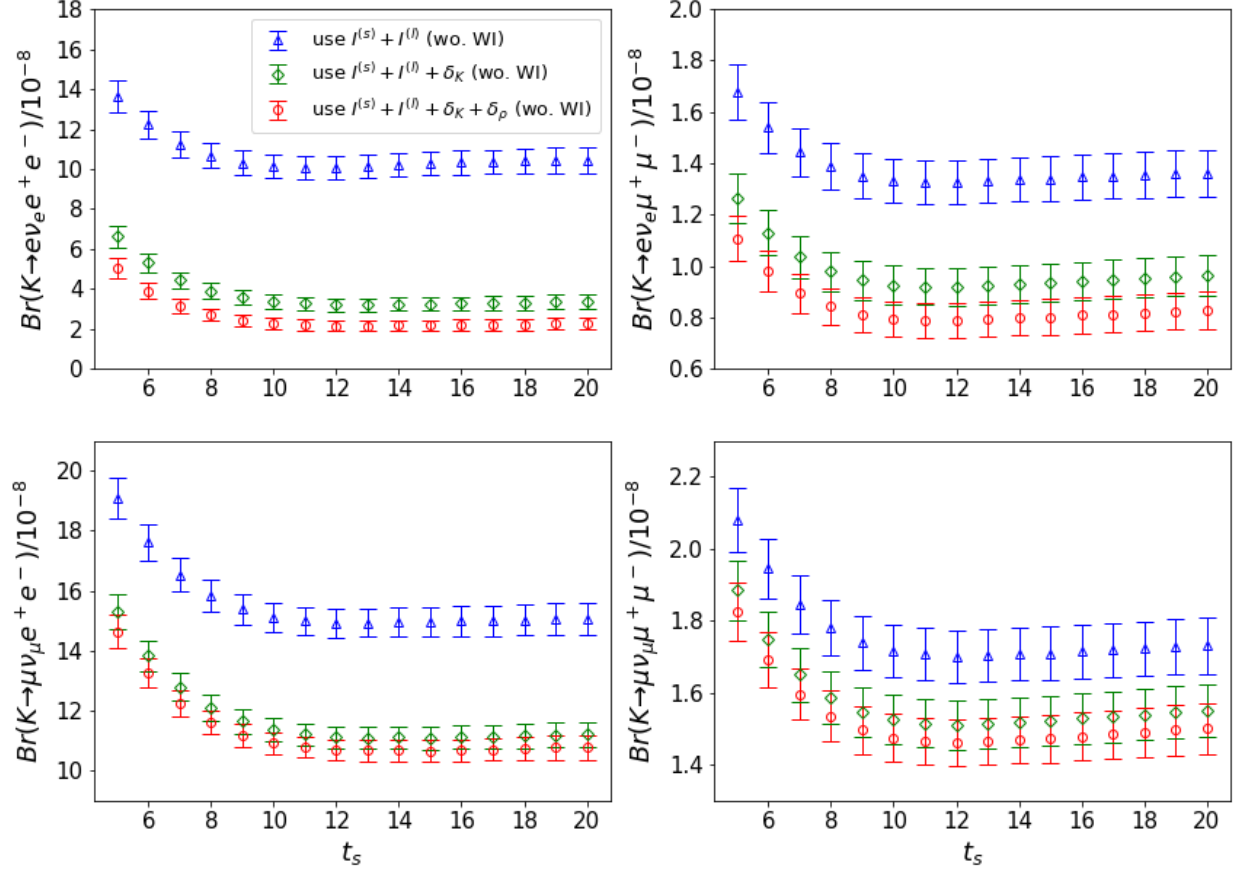 Br(K→eν_e e⁺e⁻)/10⁻⁸
18
16
14
12
10
8
6
4
2
0
use I⁽ˢ⁾ + I⁽ˡ⁾ (wo. WI)
use I⁽ˢ⁾ + I⁽ˡ⁾ + δ_K (wo. WI)
use I⁽ˢ⁾ + I⁽ˡ⁾ + δ_K + δ_ρ (wo. WI)
6 8 10 12 14 16 18 20
Br(K→eν_e μ⁺μ⁻)/10⁻⁸
2.0
1.8
1.6
1.4
1.2
1.0
0.8
0.6
6 8 10 12 14 16 18 20
Br(K→μν_μ e⁺e⁻)/10⁻⁸
20
18
16
14
12
10
6 8 10 12 14 16 18 20
t_s
Br(K→μν_μ μ⁺μ⁻)/10⁻⁸
2.2
2.0
1.8
1.6
1.4
6 8 10 12 14 16 18 20
t_s